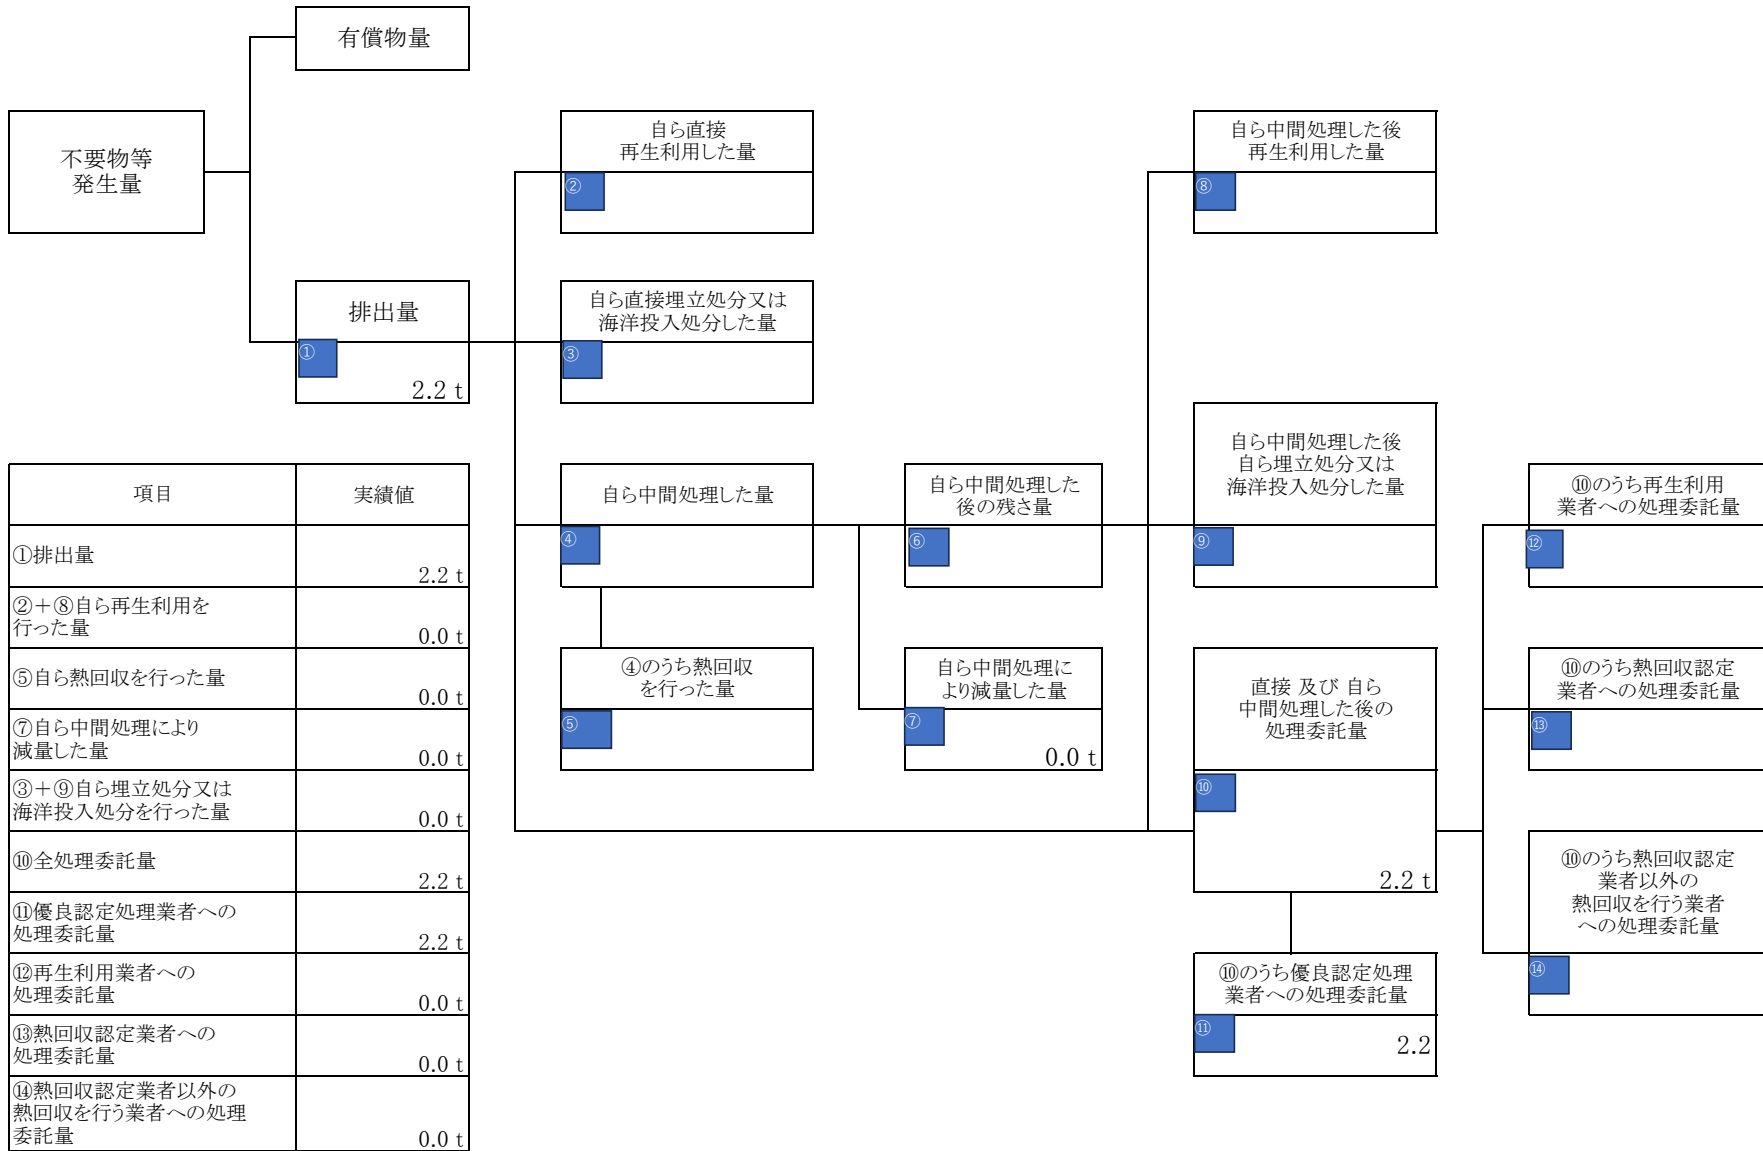 有償物量
不要物等
発生量
自ら直接
再生利用した量
②
自ら中間処理した後
再生利用した量
⑧
排出量
①
2.2 t
自ら直接埋立処分又は
海洋投入処分した量
③
自ら中間処理した量
④
自ら中間処理した
後の残さ量
⑥
自ら中間処理した後
自ら埋立処分又は
海洋投入処分した量
⑨
⑩のうち再生利用
業者への処理委託量
⑫
④のうち熱回収
を行った量
⑤
自ら中間処理に
より減量した量
⑦
0.0 t
直接 及び 自ら
中間処理した後の
処理委託量
⑩
2.2 t
⑩のうち熱回収認定
業者への処理委託量
⑬
⑩のうち熱回収認定
業者以外の
熱回収を行う業者
への処理委託量
⑭
⑩のうち優良認定処理
業者への処理委託量
⑪
2.2
項目 実績値
①排出量
2.2 t
②＋⑧自ら再生利用を
行った量
0.0 t
⑤自ら熱回収を行った量
0.0 t
⑦自ら中間処理により
減量した量
0.0 t
③＋⑨自ら埋立処分又は
海洋投入処分を行った量
0.0 t
⑩全処理委託量
2.2 t
⑪優良認定処理業者への
処理委託量
2.2 t
⑫再生利用業者への
処理委託量
0.0 t
⑬熱回収認定業者への
処理委託量
0.0 t
⑭熱回収認定業者以外の
熱回収を行う業者への処理
委託量
0.0 t